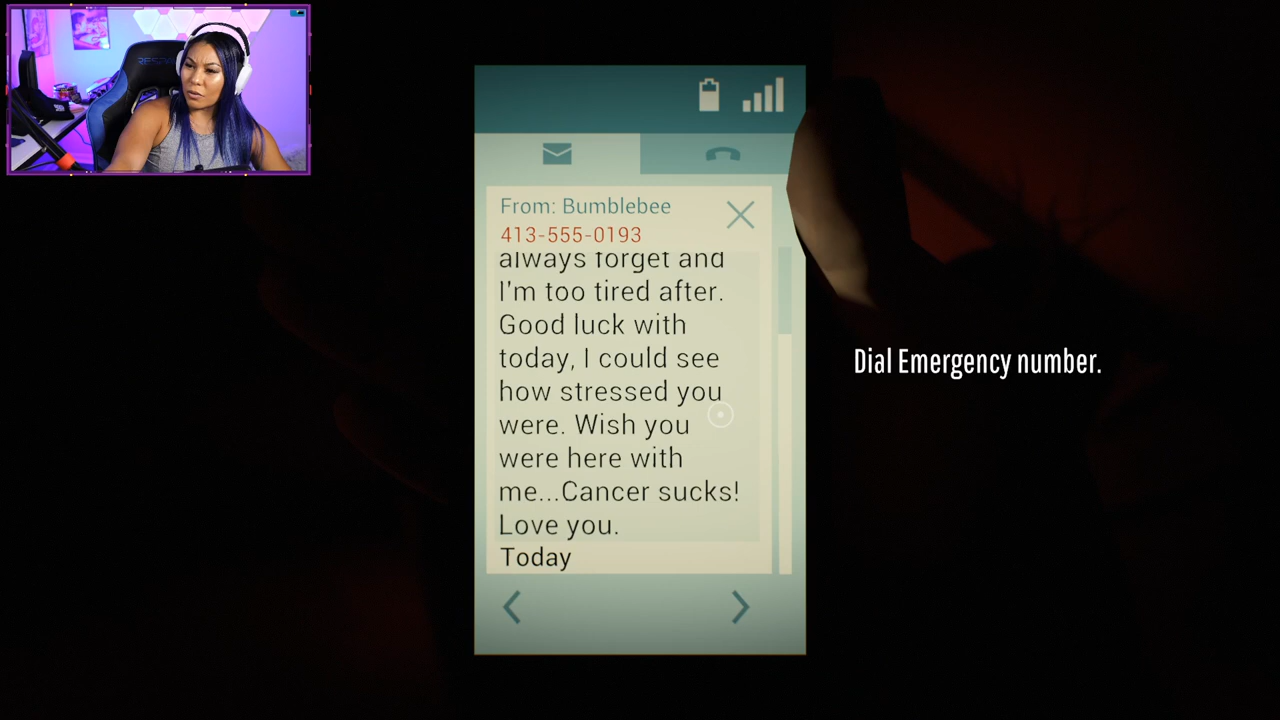 From: Bumblebee
413-555-0193
always forget and
I'm too tired after.
Good luck with
today, I could see
how stressed you
were. Wish you
were here with
me...Cancer sucks!
Love you.
Today
Dial Emergency number.